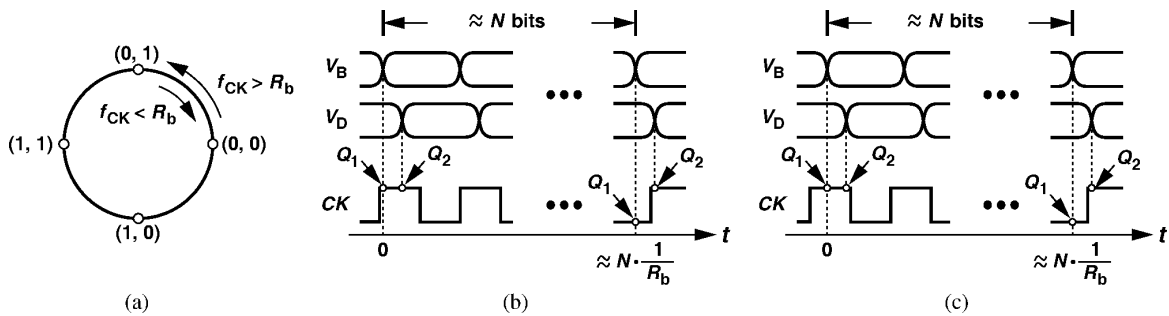 (0, 1)
f_CK > R_b
f_CK < R_b
(1, 1)
(0, 0)
(1, 0)
(a)
≈ N bits
V_B
V_D
Q_1
Q_2
Q_1
Q_2
CK
0
≈ N · 1/R_b
t
(b)
≈ N bits
V_B
V_D
Q_1
Q_2
Q_1
Q_2
CK
0
≈ N · 1/R_b
t
(c)